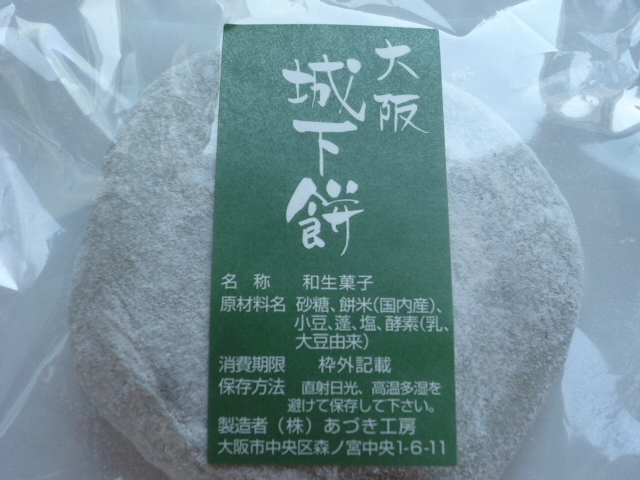 大阪
城下餅
名　称　和生菓子
原材料名　砂糖、餅米(国内産)、
小豆、蓬、塩、酵素(乳、
大豆由来)
消費期限　枠外記載
保存方法　直射日光、高温多湿を
避けて保存して下さい。
製造者(株)あづき工房
大阪市中央区森ノ宮中央1-6-11